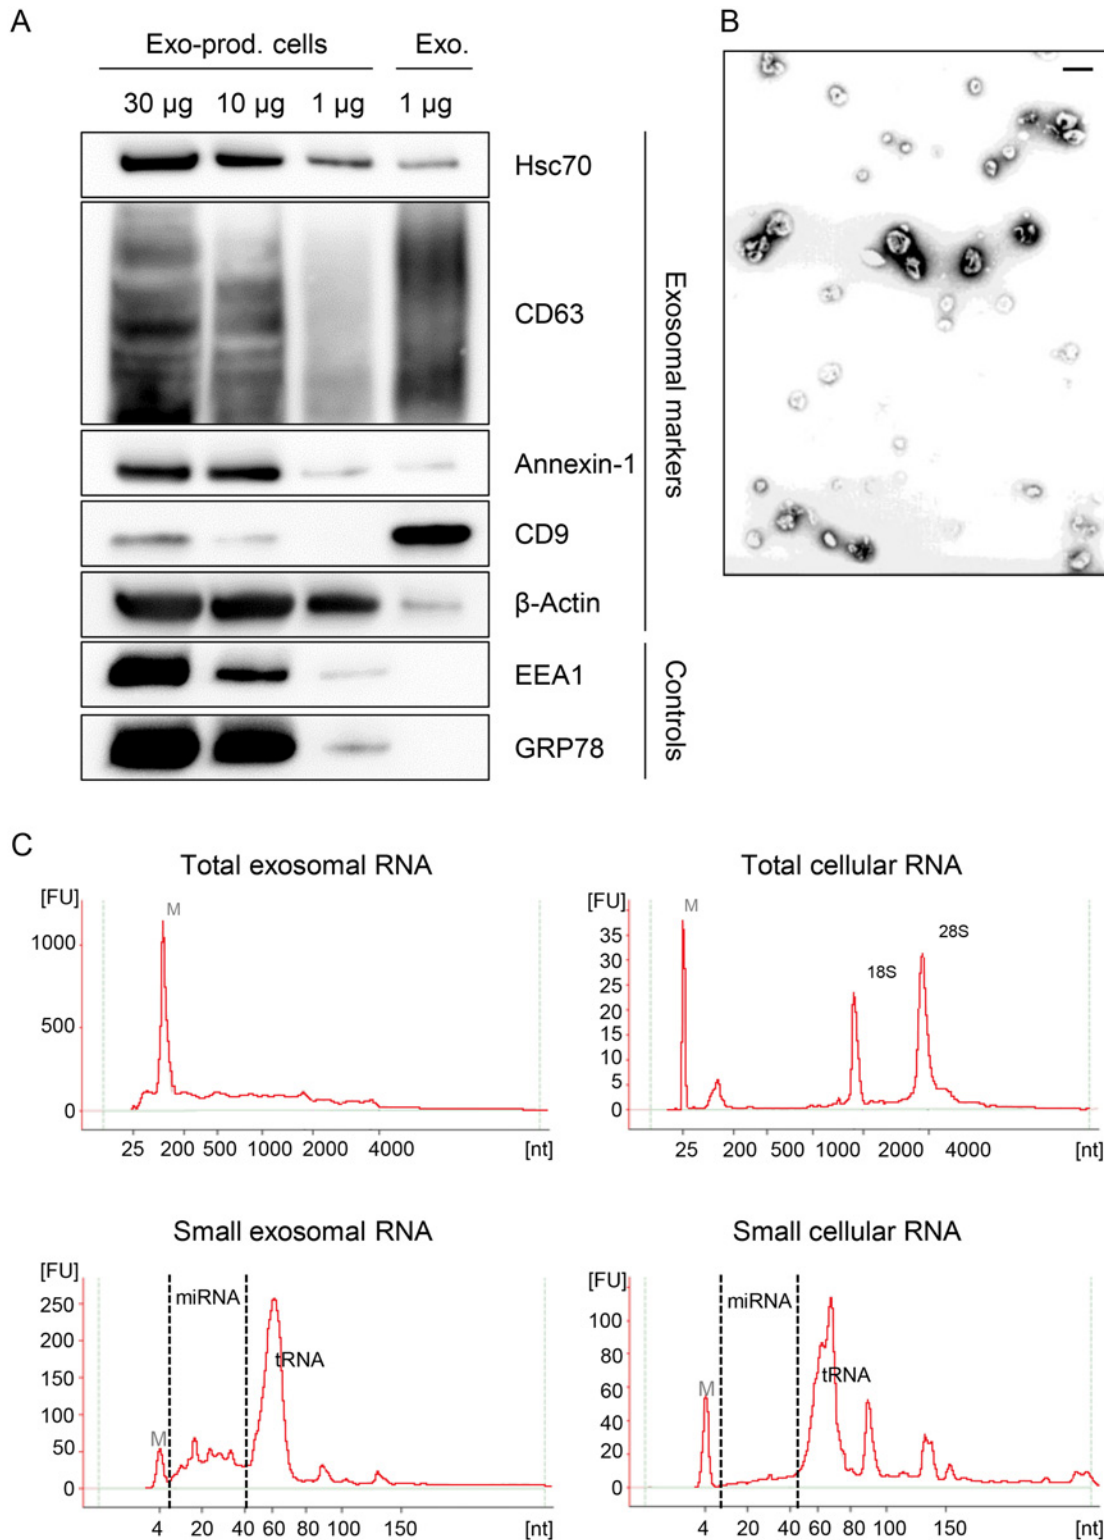 A
B
Exo-prod. cells
Exo.
30 µg
10 µg
1 µg
1 µg
Hsc70
CD63
Annexin-1
CD9
β-Actin
EEA1
GRP78
Exosomal markers
Controls
C
Total exosomal RNA
[FU]
M
1000
500
0
25
200
500
1000
2000
4000
[nt]
Total cellular RNA
[FU]
M
18S
28S
35
30
25
20
15
10
5
0
25
200
500
1000
2000
4000
[nt]
Small exosomal RNA
[FU]
miRNA
tRNA
M
250
200
150
100
50
0
4
20
40
60
80
100
150
[nt]
Small cellular RNA
[FU]
miRNA
tRNA
M
100
80
60
40
20
0
4
20
40
60
80
100
150
[nt]